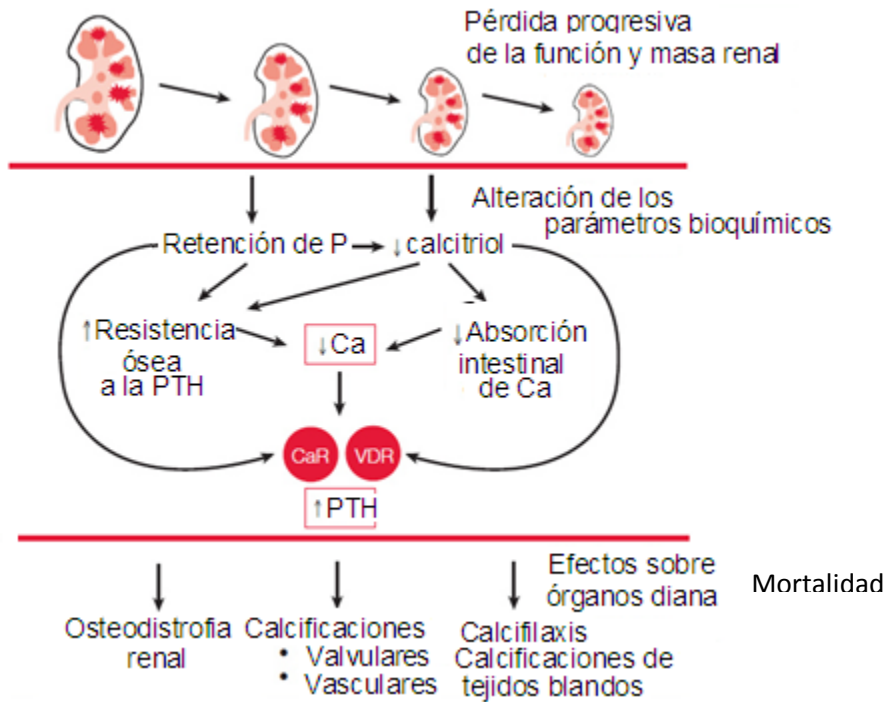 Pérdida progresiva
de la función y masa renal
Alteración de los
parámetros bioquímicos
Retención de P
↓calcitriol
↑Resistencia
ósea
a la PTH
↓Ca
↓Absorción
intestinal
de Ca
CaR
VDR
↑PTH
Efectos sobre
órganos diana
Mortalidad
Osteodistrofia
renal
Calcificaciones
• Valvulares
• Vasculares
Calcifilaxis
Calcificaciones de
tejidos blandos